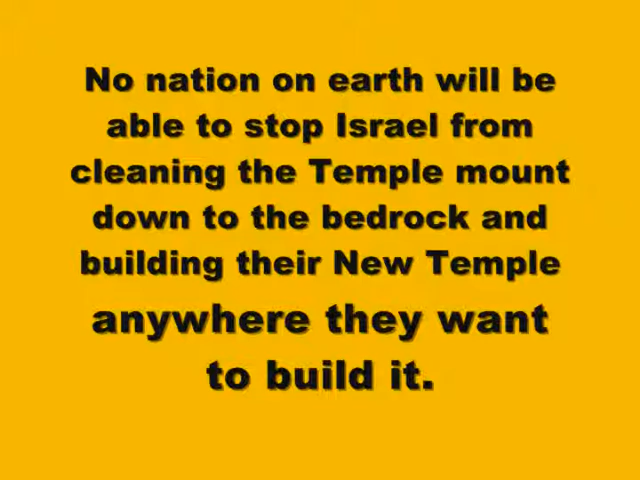 No nation on earth will be
able to stop Israel from
cleaning the Temple mount
down to the bedrock and
building their New Temple
anywhere they want
to build it.